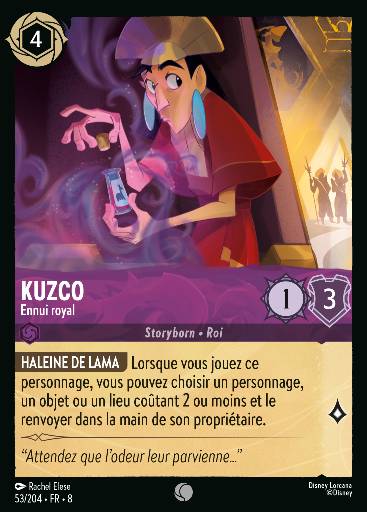 4
KUZCO
Ennui royal
1
3
Storyborn • Roi
HALEINE DE LAMA Lorsque vous jouez ce
personnage, vous pouvez choisir un personnage,
un objet ou un lieu coûtant 2 ou moins et le
renvoyer dans la main de son propriétaire.
“Attendez que l’odeur leur parvienne...”
Rachel Elese
Disney Lorcana
53/204 • FR • 8
©Disney